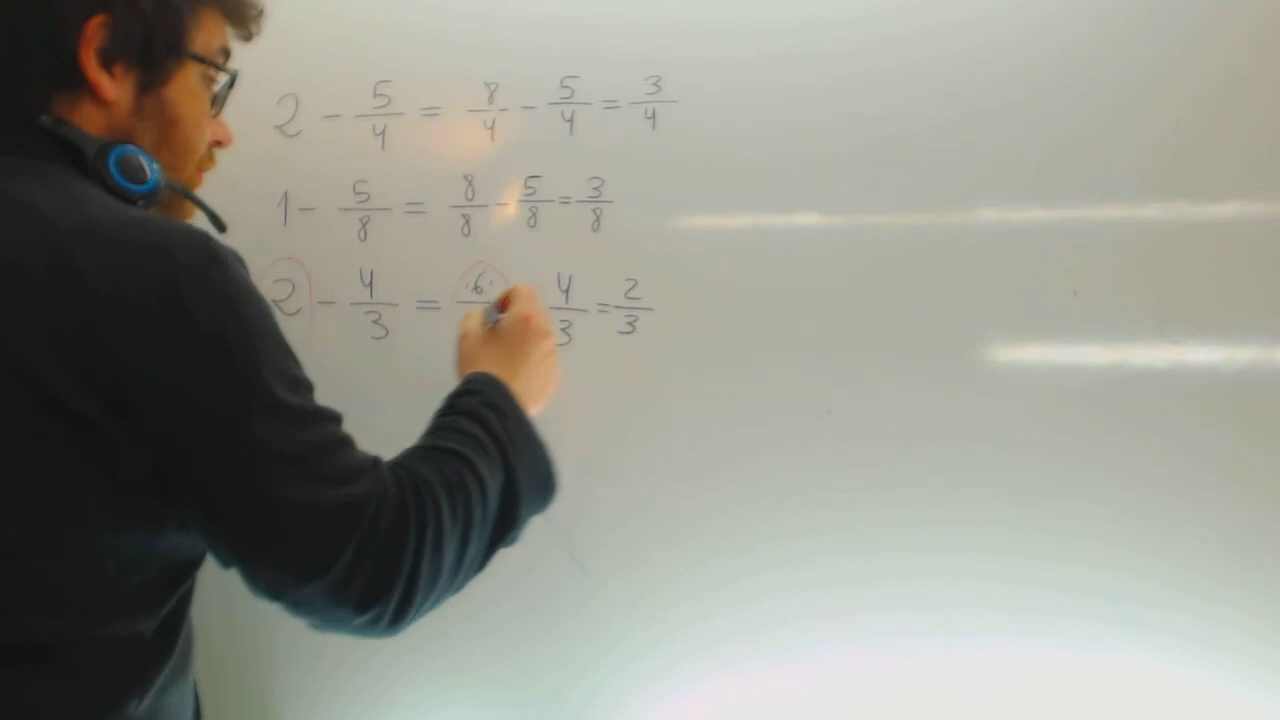 2 - 5/4 = 8/4 - 5/4 = 3/4
1 - 5/8 = 8/8 - 5/8 = 3/8
2 - 4/3 = 6/ 4/3 = 2/3